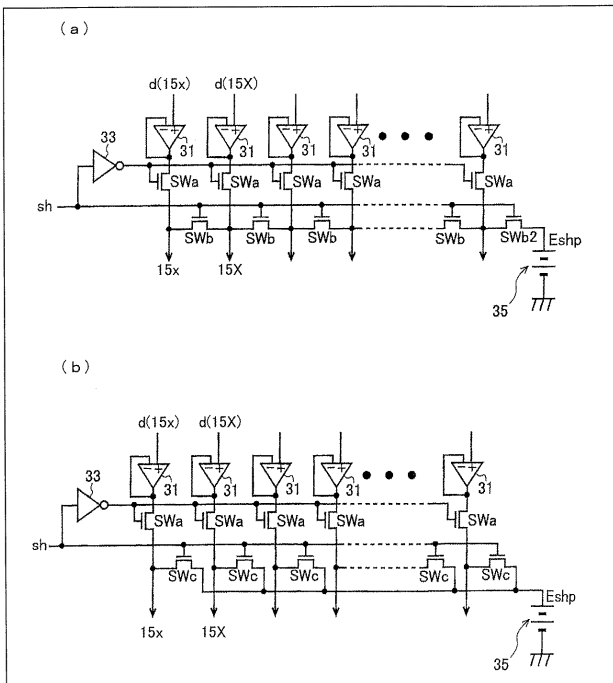 (a)
d(15x) d(15X)
33
31 31 31 31 ● ● ● 31
SWa SWa SWa SWa SWa
sh
SWb SWb SWb SWb SWb2 Eshp
15x 15X
35
(b)
d(15x) d(15X)
33
31 31 31 31 ● ● ● 31
SWa SWa SWa SWa SWa
sh
SWc SWc SWc SWc SWc
Eshp
15x 15X
35